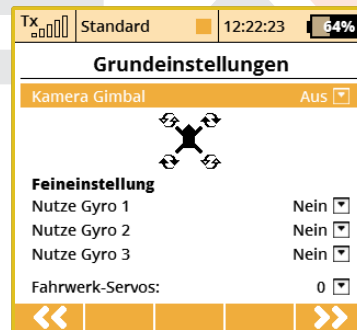 Tx Standard 12:22:23 64%
Grundeinstellungen
Kamera Gimbal Aus
Feineinstellung
Nutze Gyro 1 Nein
Nutze Gyro 2 Nein
Nutze Gyro 3 Nein
Fahrwerk-Servos: 0